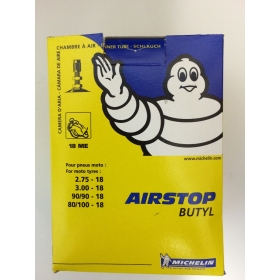 CHAMBRE À AIR - INNER TUBE - SCHLAUCH
CAMERA D'ARIA - CÁMARA DE AIRE
18 ME
www.michelin.com
Pour pneus moto :
For moto tyres :
2.75 - 18
3.00 - 18
90/90 - 18
80/100 - 18
AIRSTOP
BUTYL
MICHELIN